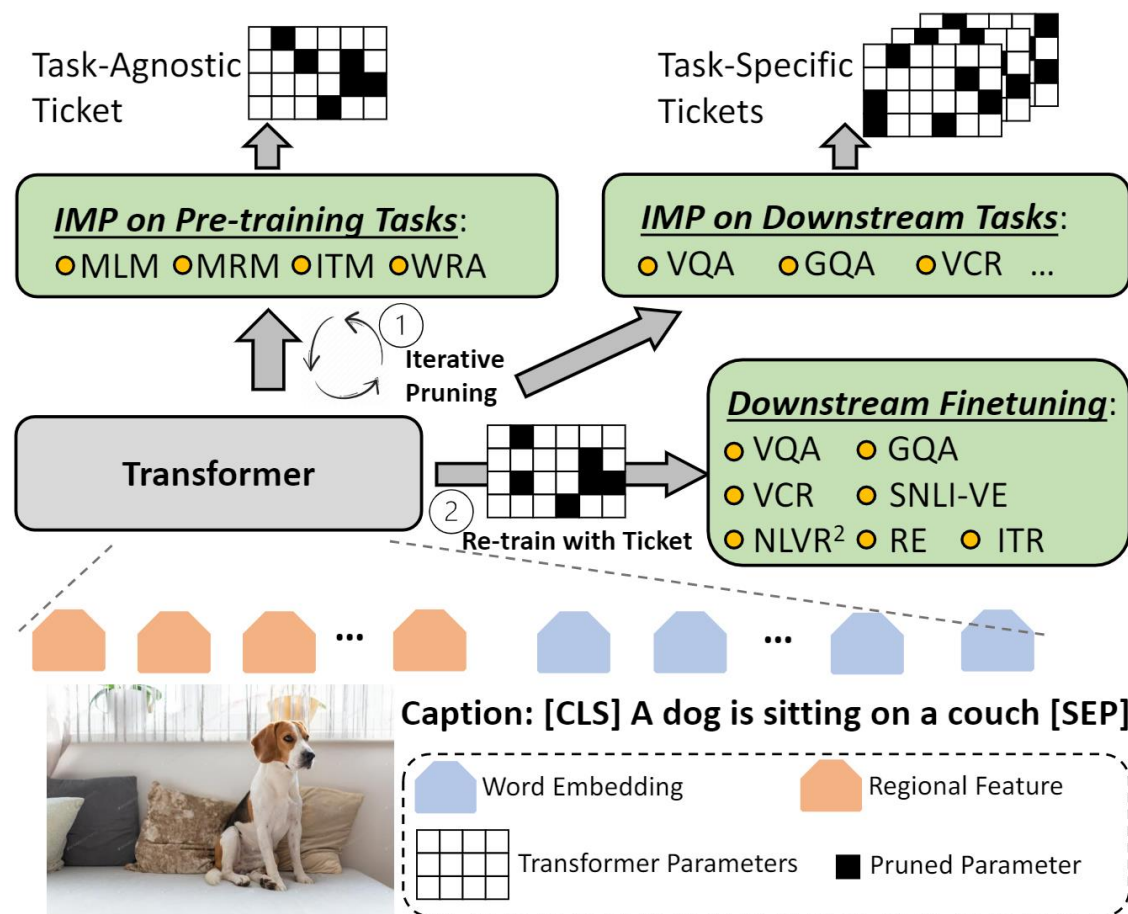 Task-Agnostic
Ticket
Task-Specific
Tickets
IMP on Pre-training Tasks:
MLM MRM ITM WRA
IMP on Downstream Tasks:
VQA GQA VCR ...
1
Iterative
Pruning
Transformer
2
Re-train with Ticket
Downstream Finetuning:
VQA GQA
VCR SNLI-VE
NLVR² RE ITR
...
...
Caption: [CLS] A dog is sitting on a couch [SEP]
Word Embedding
Regional Feature
Transformer Parameters
Pruned Parameter